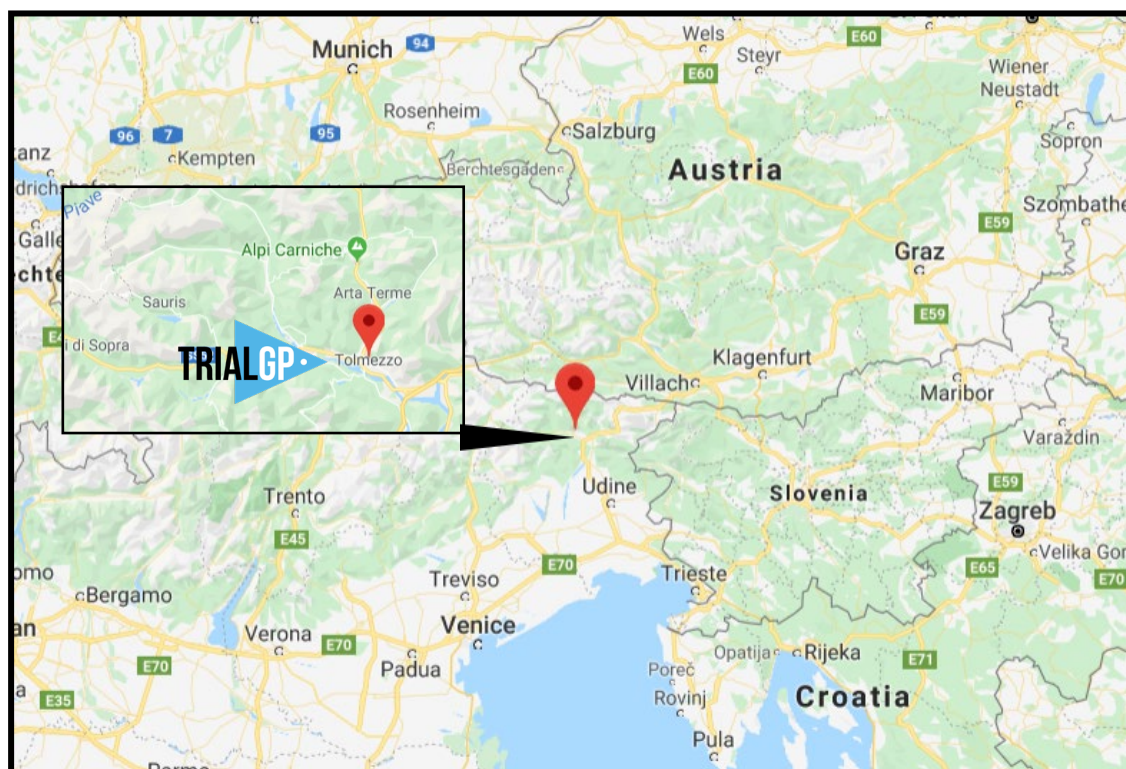 Munich
94
Wels
E60
Steyr
E60
Wiener
Neustadt
Rosenheim
96
7
95
Salzburg
Sopron
Kempten
Berchtesgaden
Austria
Szombathe
E59
Graz
E59
Piave
Alpi Carniche
Sauris
Arta Terme
i di Sopra
TRIALGP
Tolmezzo
Klagenfurt
Villach
Maribor
Varaždin
Trento
Udine
Slovenia
E59
Zagreb
E45
Velika Gor
E70
E65
E70
Treviso
Trieste
Bergamo
Venice
Verona
E70
Padua
Opatija
Rijeka
E71
E70
Poreč
Rovinj
Croatia
E35
Pula